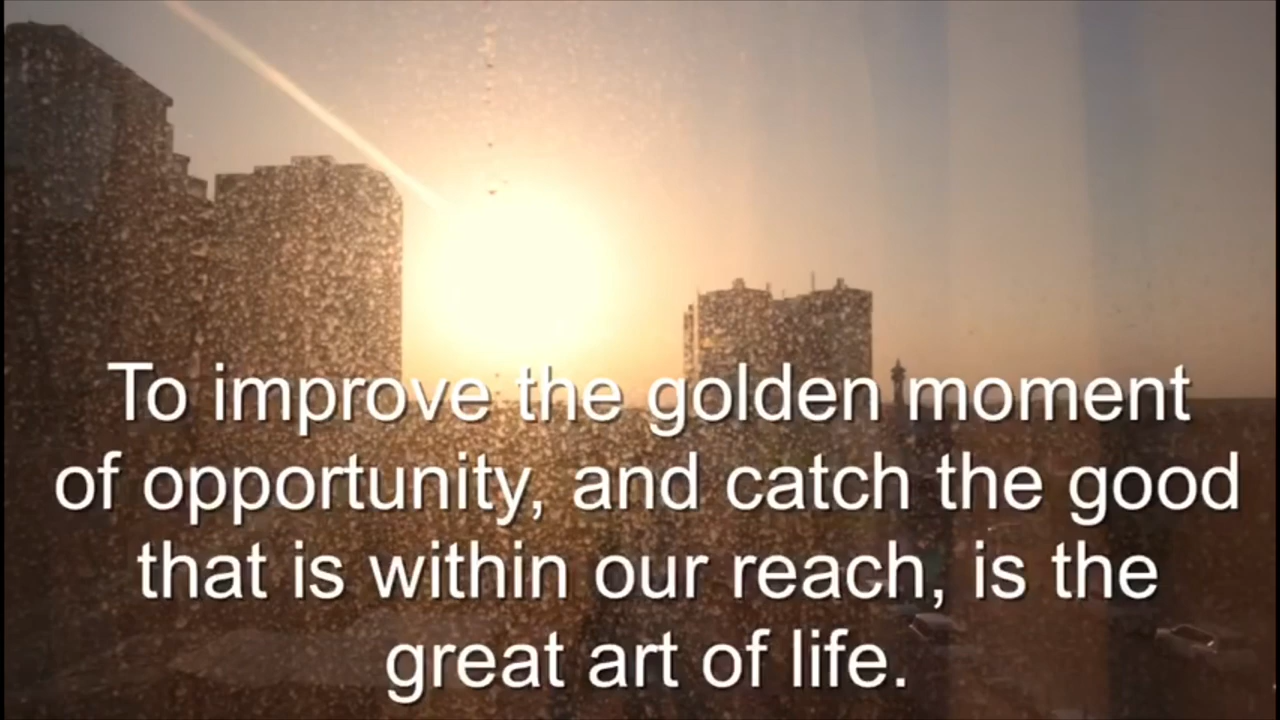 To improve the golden moment
of opportunity, and catch the good
that is within our reach, is the
great art of life.